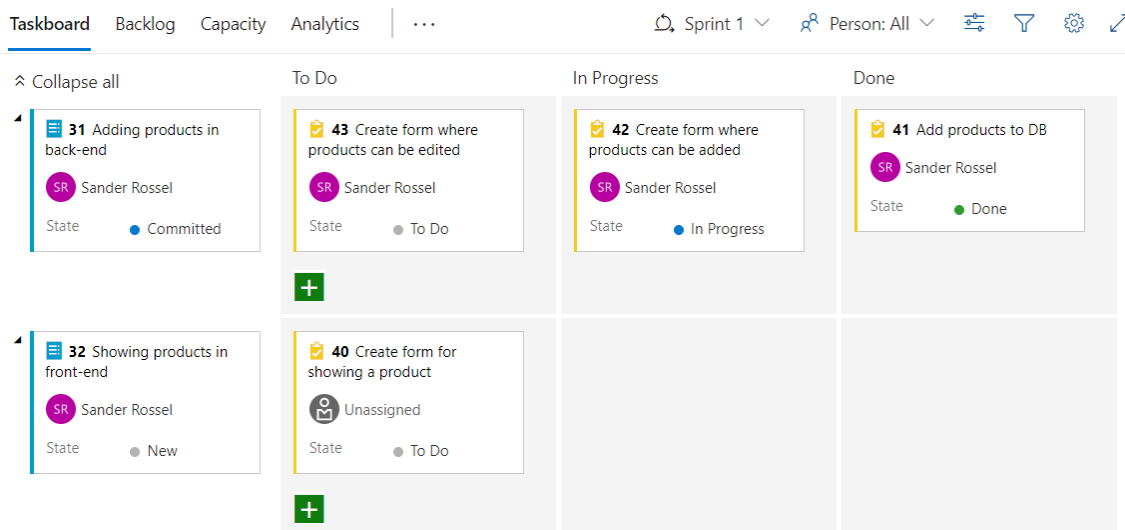 Taskboard Backlog Capacity Analytics ... Sprint 1 Person: All
Collapse all To Do In Progress Done
31 Adding products in
back-end
SR Sander Rossel
State Committed
43 Create form where
products can be edited
SR Sander Rossel
State To Do
42 Create form where
products can be added
SR Sander Rossel
State In Progress
41 Add products to DB
SR Sander Rossel
State Done
32 Showing products in
front-end
SR Sander Rossel
State New
40 Create form for
showing a product
Unassigned
State To Do